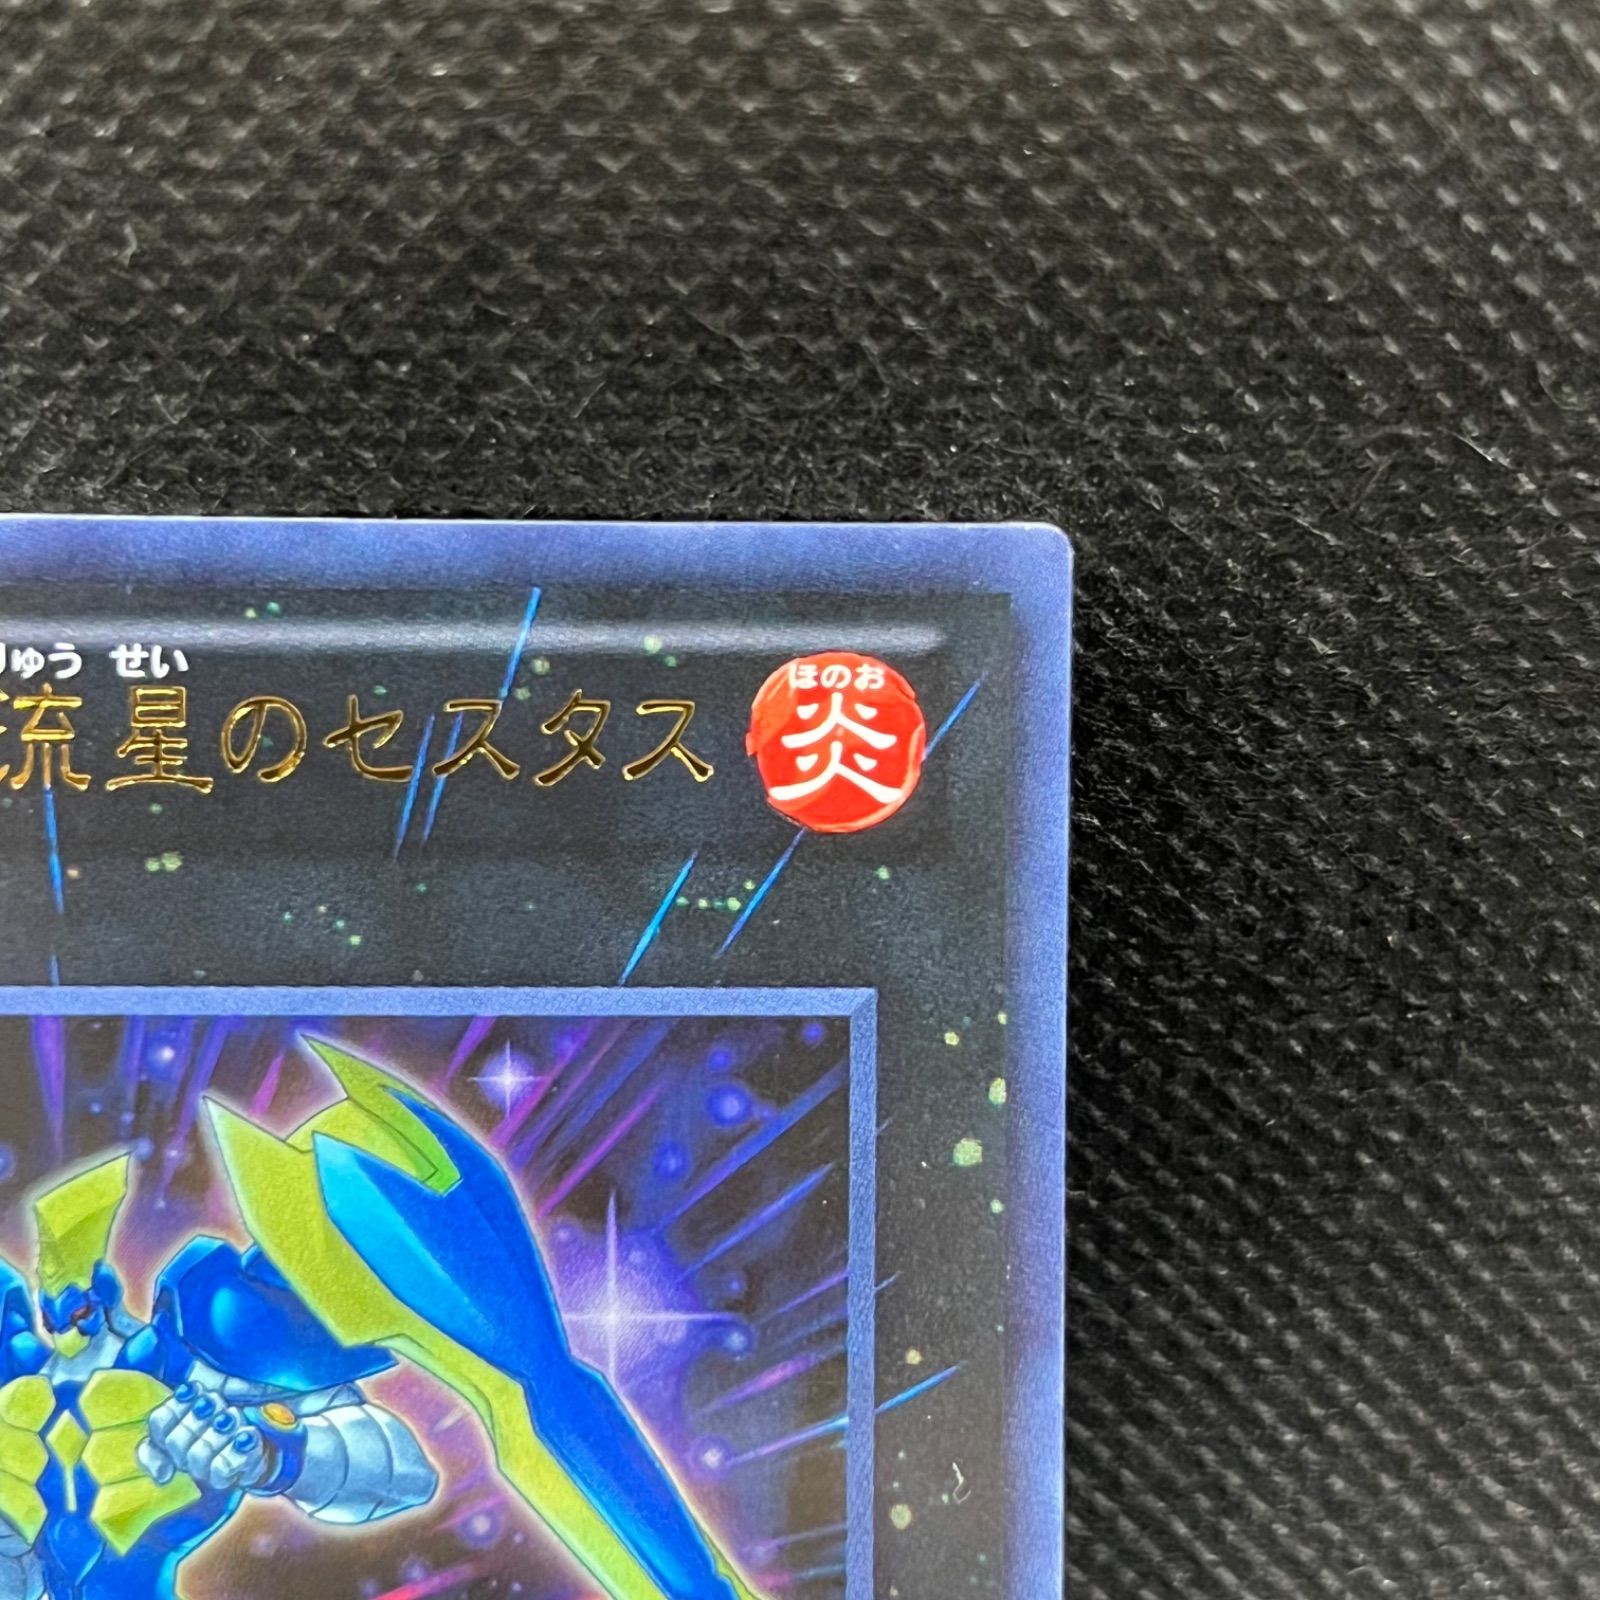 りゅう せい
流星のセスタス
ほのお
炎